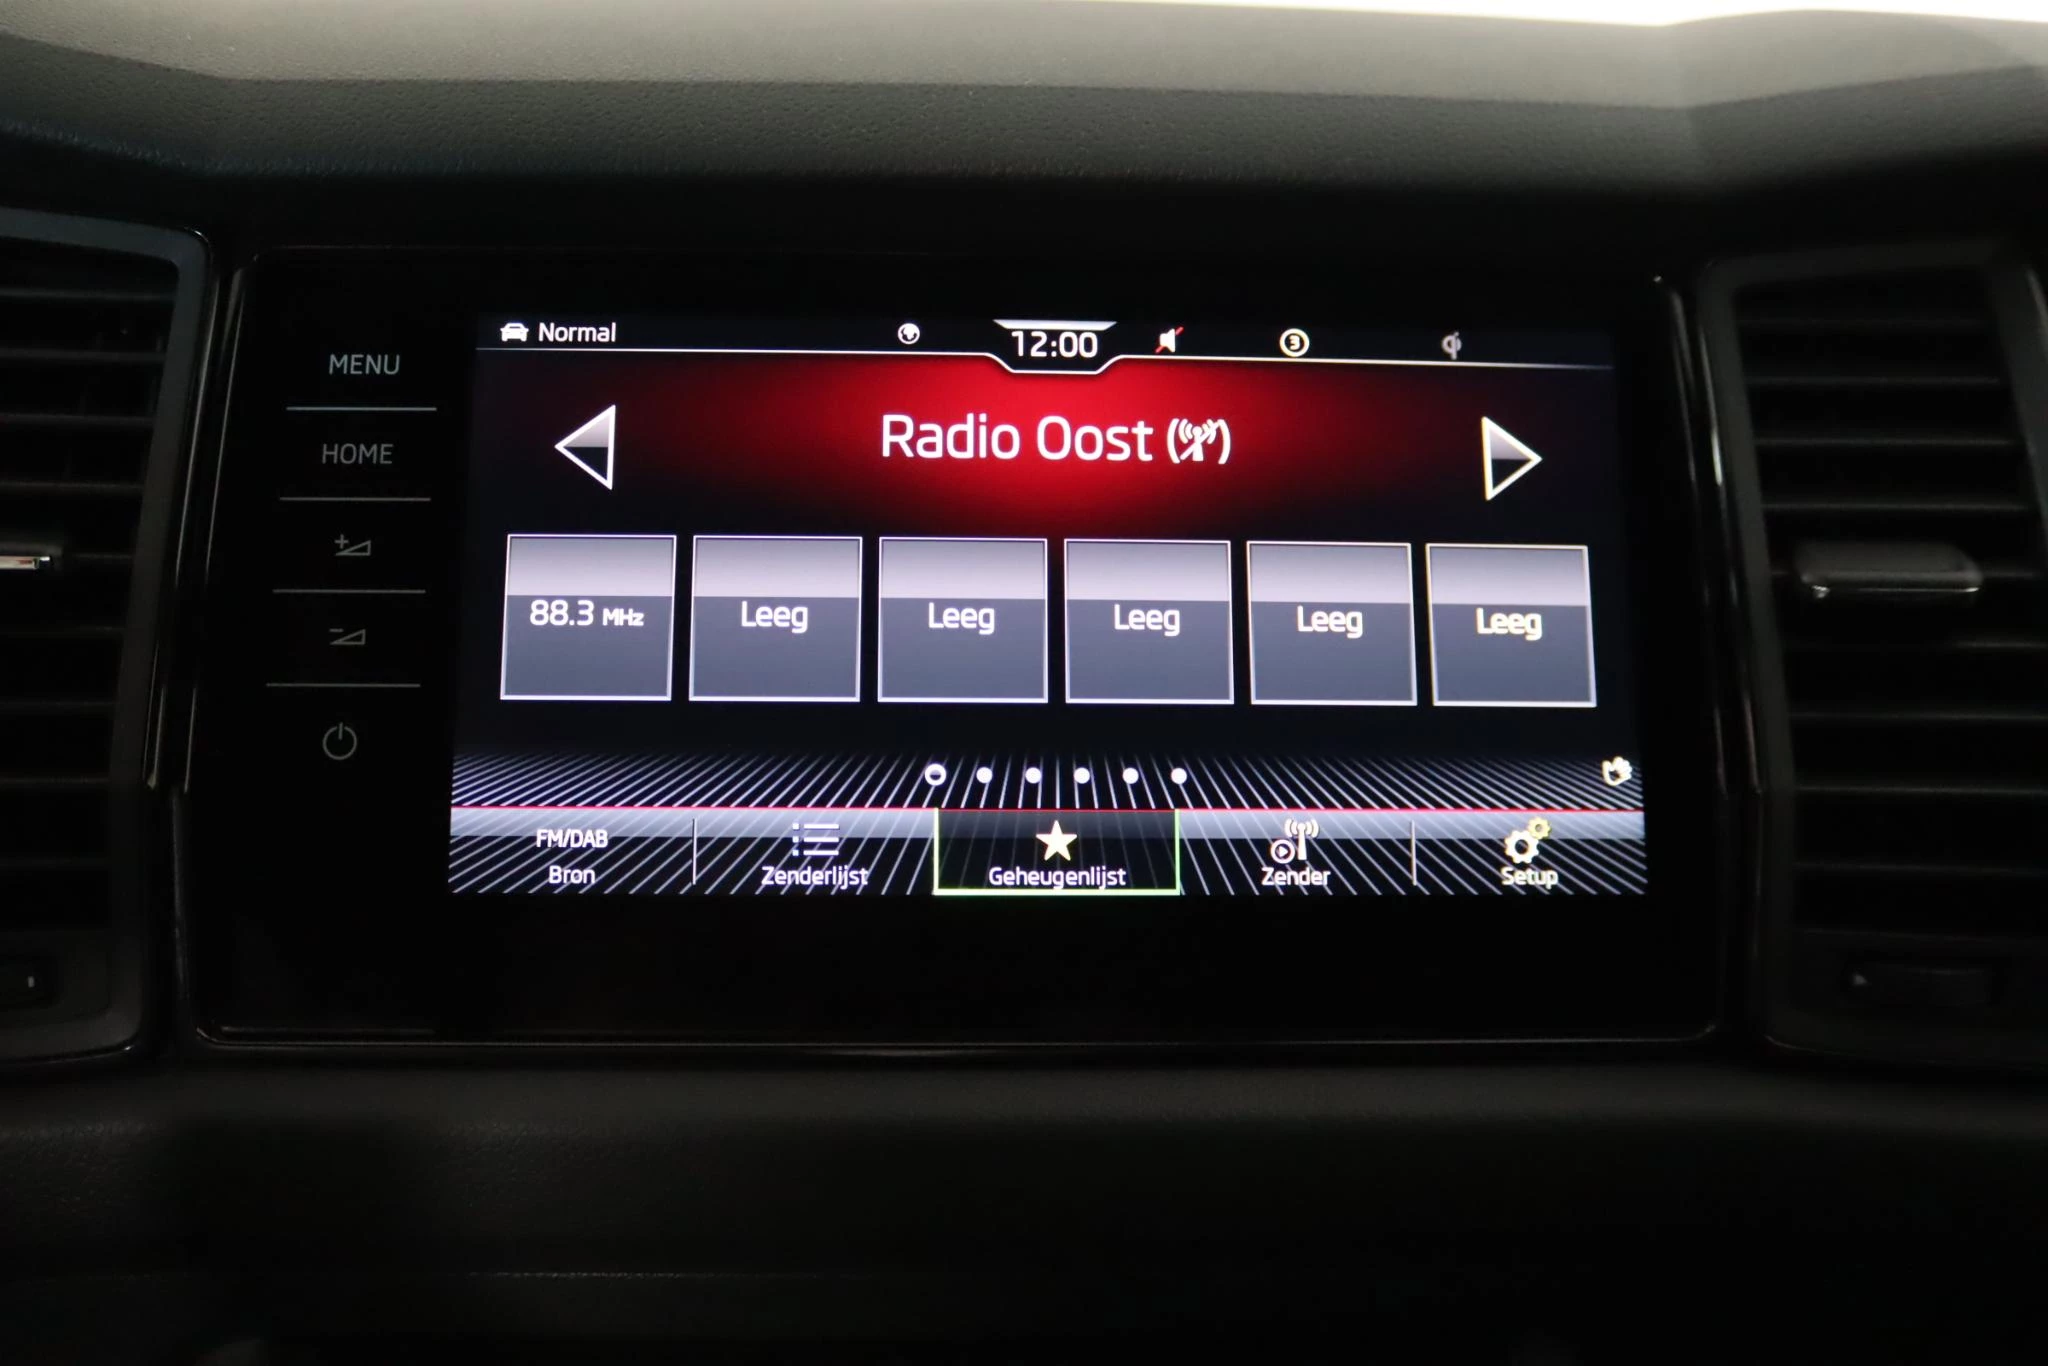 MENU
HOME
Normal
12:00
3
Radio Oost
88.3 MHz
Leeg
Leeg
Leeg
Leeg
Leeg
FM/DAB
Bron
Zenderlijst
Geheugenlijst
Zender
Setup